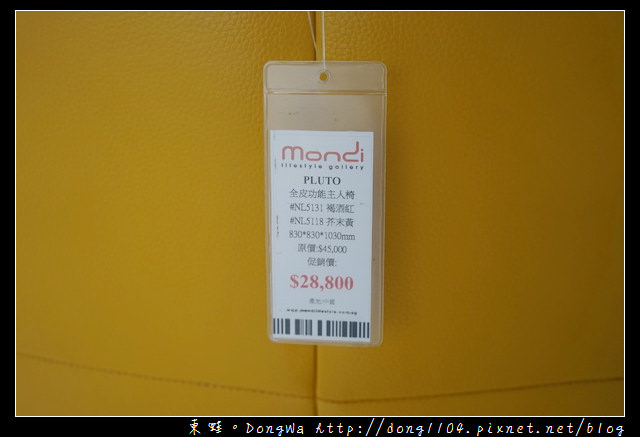 mondi
lifestyle gallery
PLUTO
全皮功能主人椅
#NL5131 褐酒紅
#NL5118 芥末黃
830*830*1030mm
原價:$45,000
促銷價:
$28,800
東野。DongWa http://dong1104.pixnet.net/blog